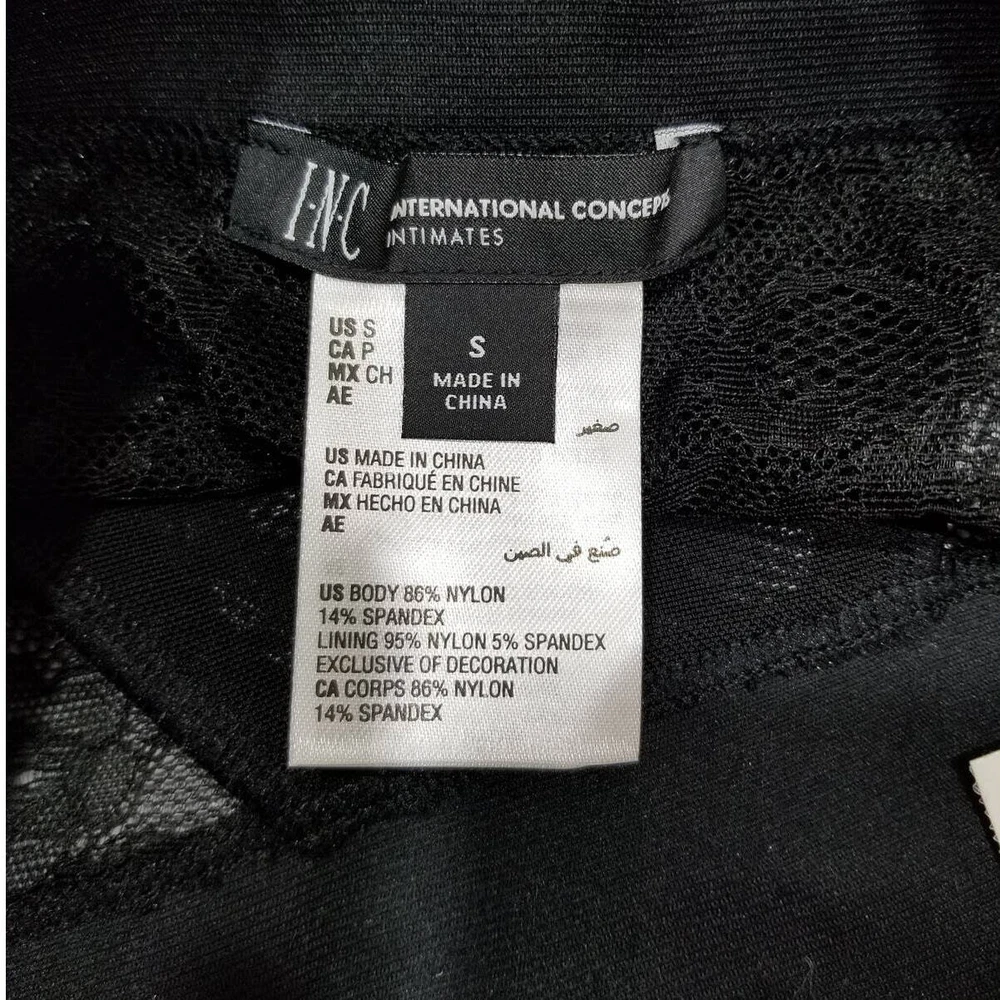 I·N·C INTERNATIONAL CONCEPTS
INTIMATES
S
MADE IN
CHINA
US S
CA P
MX CH
AE
صغير
US MADE IN CHINA
CA FABRIQUÉ EN CHINE
MX HECHO EN CHINA
AE
صُنع في الصين
US BODY 86% NYLON
14% SPANDEX
LINING 95% NYLON 5% SPANDEX
EXCLUSIVE OF DECORATION
CA CORPS 86% NYLON
14% SPANDEX